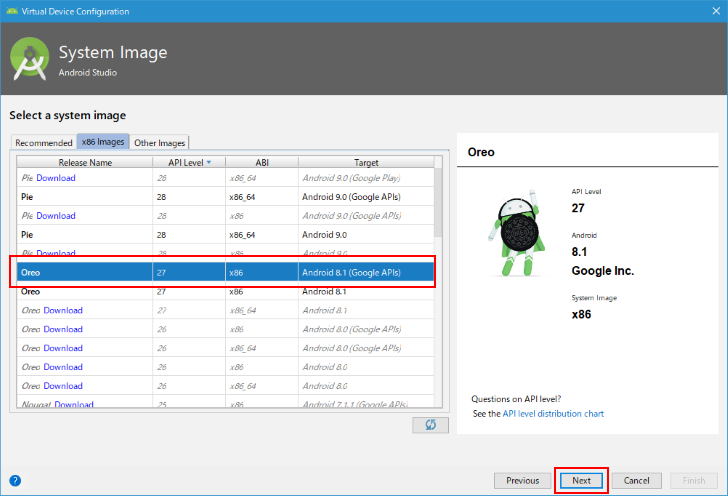 Virtual Device Configuration
System Image
Android Studio
Select a system image
Recommended x86 Images Other Images
Release Name API Level ABI Target
Pie Download 28 x86_64 Android 9.0 (Google Play)
Pie 28 x86_64 Android 9.0 (Google APIs)
Pie Download 28 x86 Android 9.0 (Google APIs)
Pie 28 x86_64 Android 9.0
Pie Download 28 x86 Android 9.0
Oreo 27 x86 Android 8.1 (Google APIs)
Oreo 27 x86 Android 8.1
Oreo Download 27 x86_64 Android 8.1
Oreo Download 26 x86 Android 8.0 (Google APIs)
Oreo Download 26 x86_64 Android 8.0 (Google APIs)
Oreo Download 26 x86_64 Android 8.0
Oreo Download 26 x86 Android 8.0
Nougat Download 25 x86 Android 7.1.1 (Google APIs)
Oreo
API Level
27
Android
8.1
Google Inc.
System Image
x86
Questions on API level?
See the API level distribution chart
? Previous Next Cancel Finish